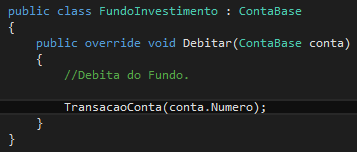 public class FundoInvestimento : ContaBase
{
public override void Debitar(ContaBase conta)
{
//Debita do Fundo.
TransacaoConta(conta.Numero);
}
}